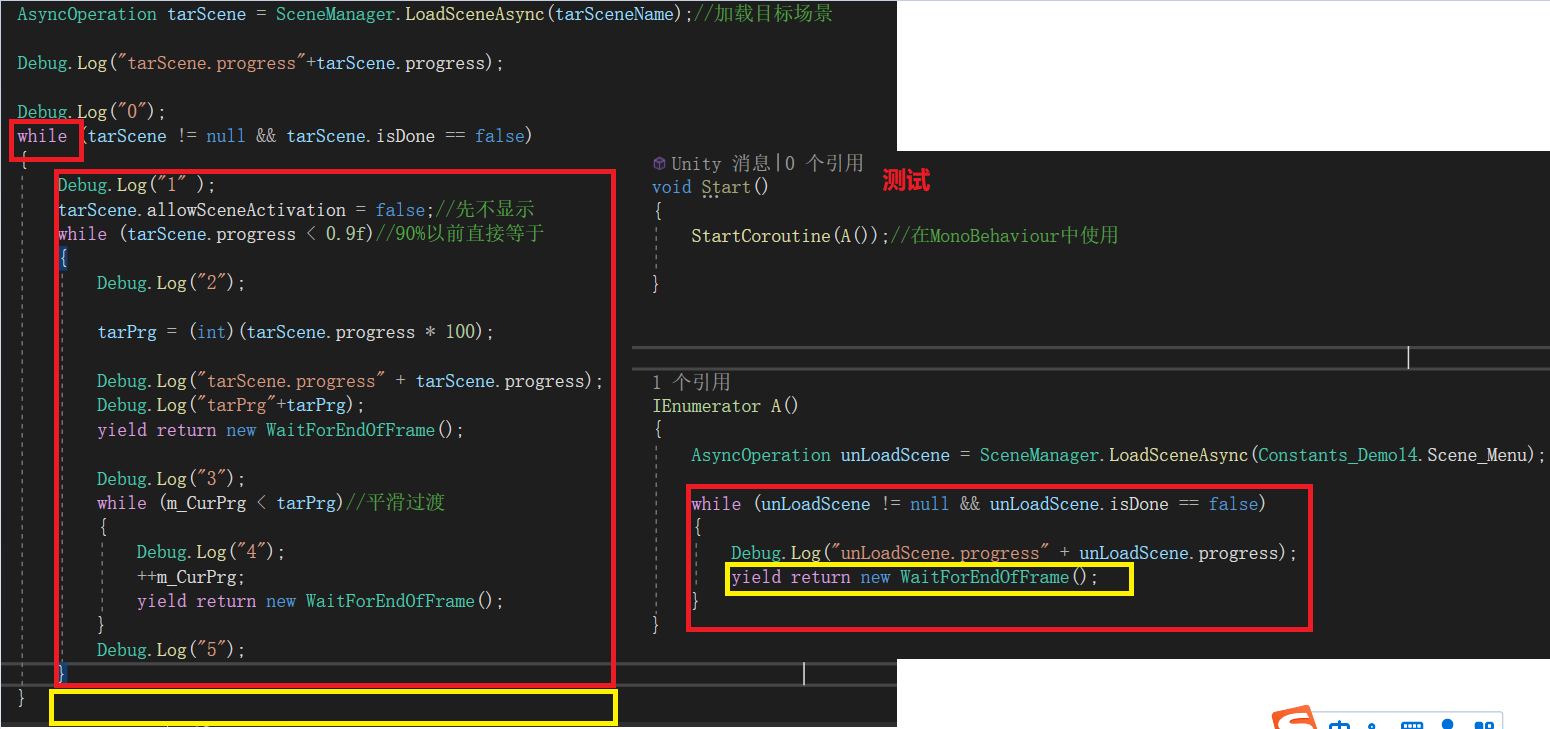 AsyncOperation tarScene = SceneManager.LoadSceneAsync(tarSceneName);//加载目标场景
Debug.Log("tarScene.progress"+tarScene.progress);
Debug.Log("0");
while (tarScene != null && tarScene.isDone == false)
{
Debug.Log("1" );
tarScene.allowSceneActivation = false;//先不显示
while (tarScene.progress < 0.9f)//90%以前直接等于
{
Debug.Log("2");
tarPrg = (int)(tarScene.progress * 100);
Debug.Log("tarScene.progress" + tarScene.progress);
Debug.Log("tarPrg"+tarPrg);
yield return new WaitForEndOfFrame();
Debug.Log("3");
while (m_CurPrg < tarPrg)//平滑过渡
{
Debug.Log("4");
++m_CurPrg;
yield return new WaitForEndOfFrame();
}
Debug.Log("5");
}
}
Unity 消息|0 个引用
测试
void Start()
{
StartCoroutine(A());//在MonoBehaviour中使用
}
1 个引用
IEnumerator A()
{
AsyncOperation unLoadScene = SceneManager.LoadSceneAsync(Constants_Demo14.Scene_Menu);
while (unLoadScene != null && unLoadScene.isDone == false)
{
Debug.Log("unLoadScene.progress" + unLoadScene.progress);
yield return new WaitForEndOfFrame();
}
}